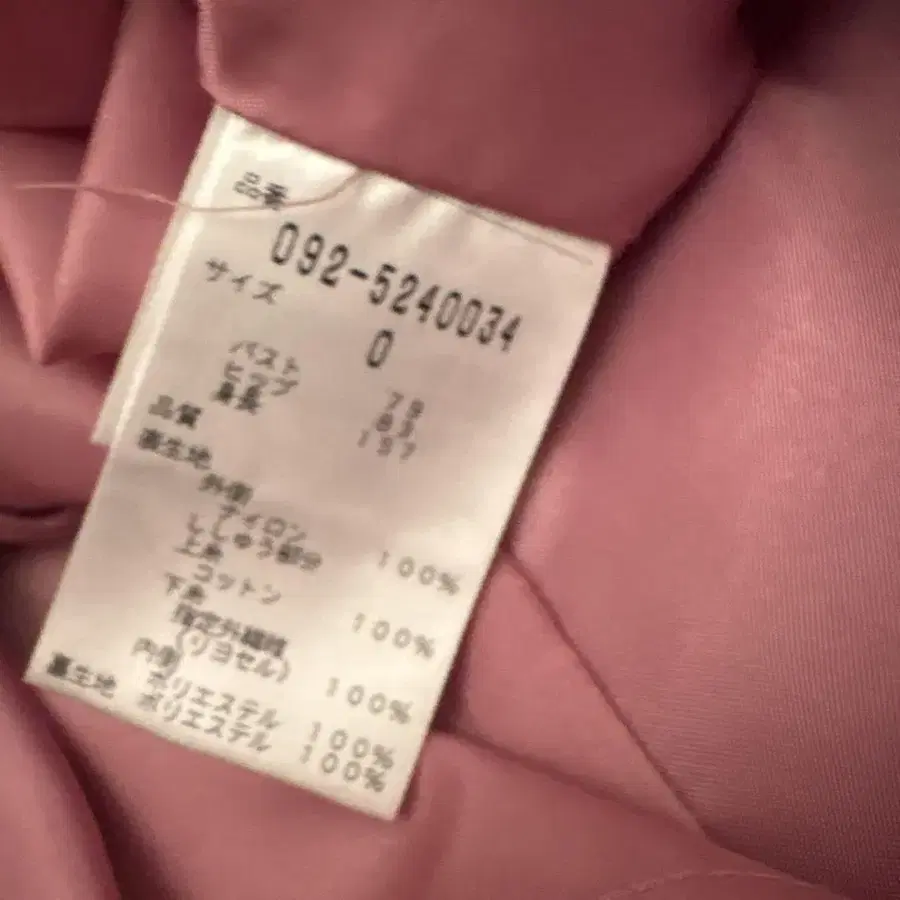 品番
092-5240034
サイズ
0
バスト 79
ヒップ 83
身長 157
品質
表生地
外側
ナイロン 100%
ししゅう部分
上糸
コットン 100%
下糸
指定外繊維
(リヨセル) 100%
内側
ポリエステル 100%
裏生地 ポリエステル 100%